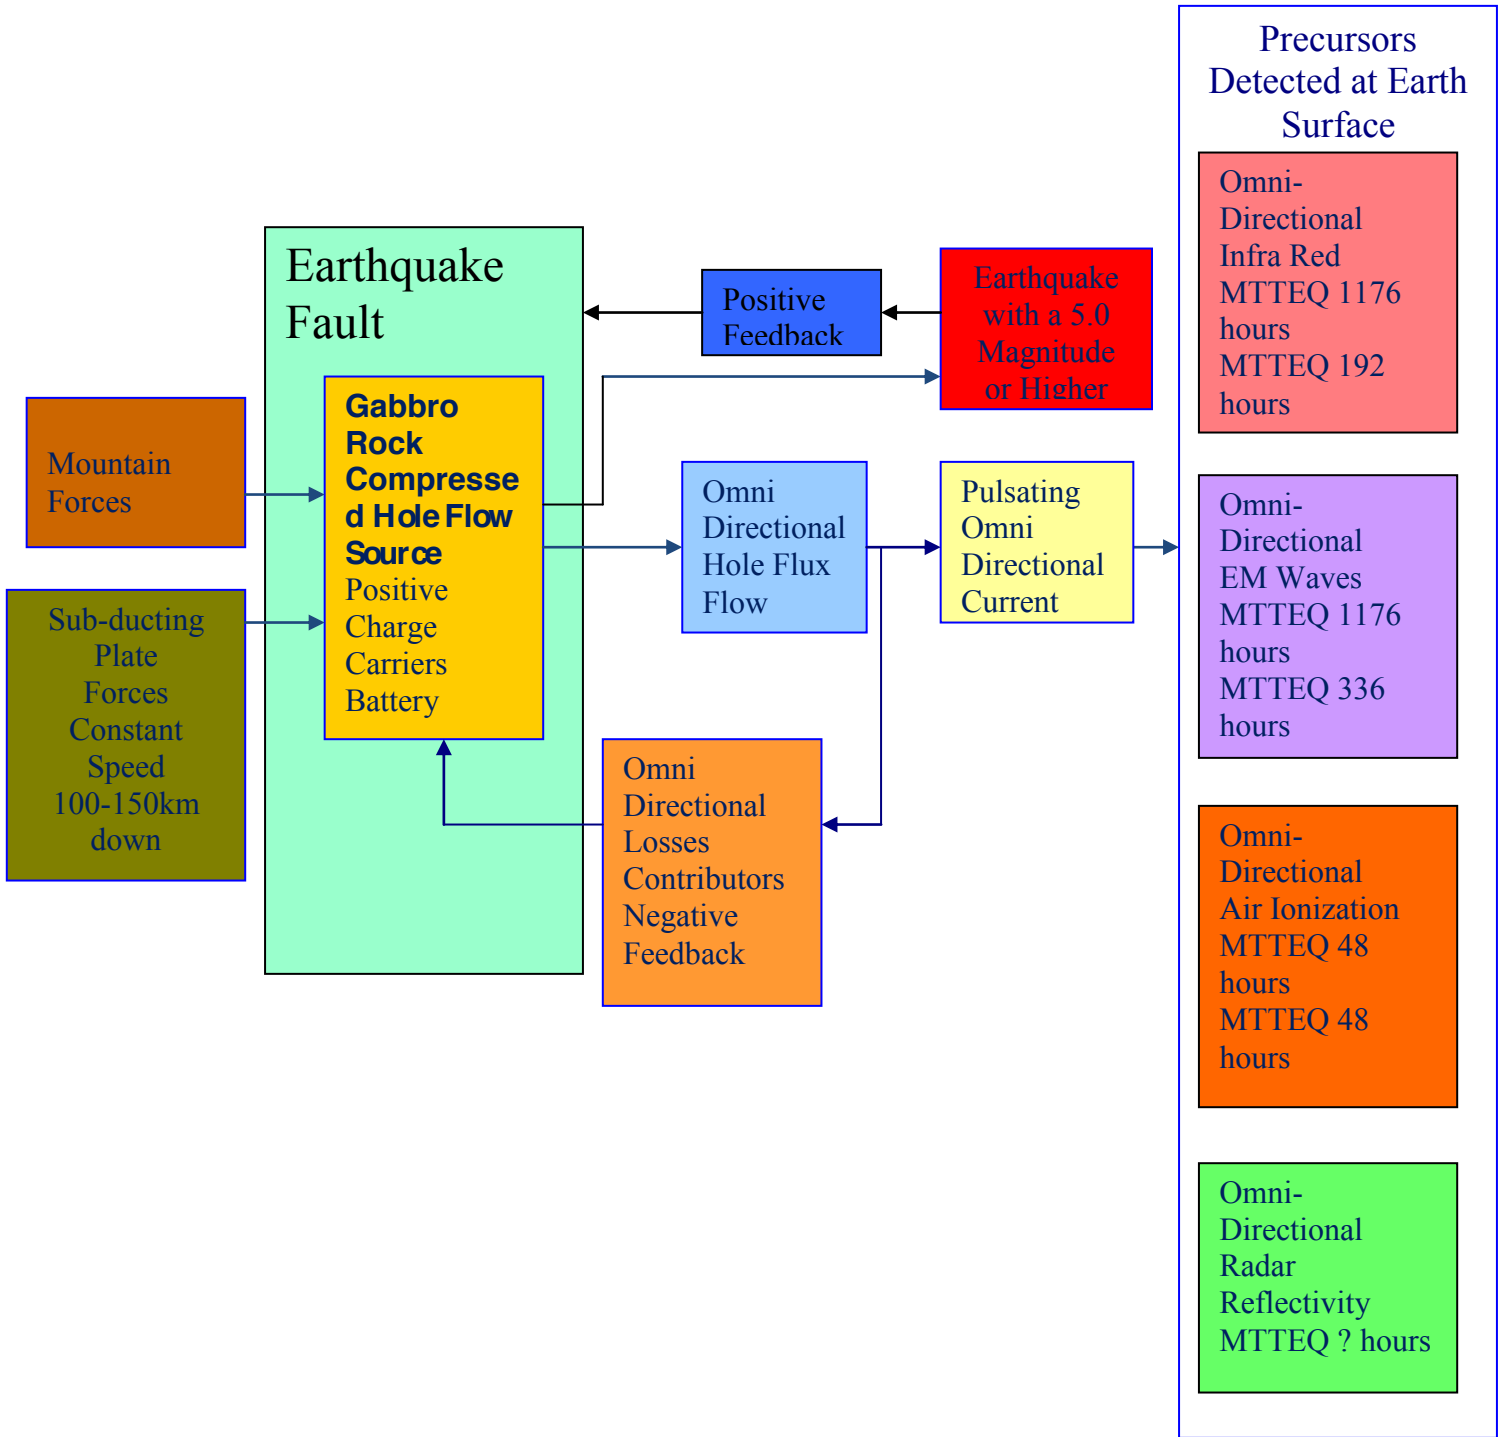 Precursors
Detected at Earth
Surface
Omni-
Directional
Infra Red
MTTEQ 1176
hours
MTTEQ 192
hours
Earthquake
Fault
Positive
Feedback
Earthquake
with a 5.0
Magnitude
or Higher
Gabbro
Rock
Compresse
d Hole Flow
Source
Positive
Charge
Carriers
Battery
Mountain
Forces
Omni
Directional
Hole Flux
Flow
Pulsating
Omni
Directional
Current
Omni-
Directional
EM Waves
MTTEQ 1176
hours
MTTEQ 336
hours
Sub-ducting
Plate
Forces
Constant
Speed
100-150km
down
Omni
Directional
Losses
Contributors
Negative
Feedback
Omni-
Directional
Air Ionization
MTTEQ 48
hours
MTTEQ 48
hours
Omni-
Directional
Radar
Reflectivity
MTTEQ ? hours